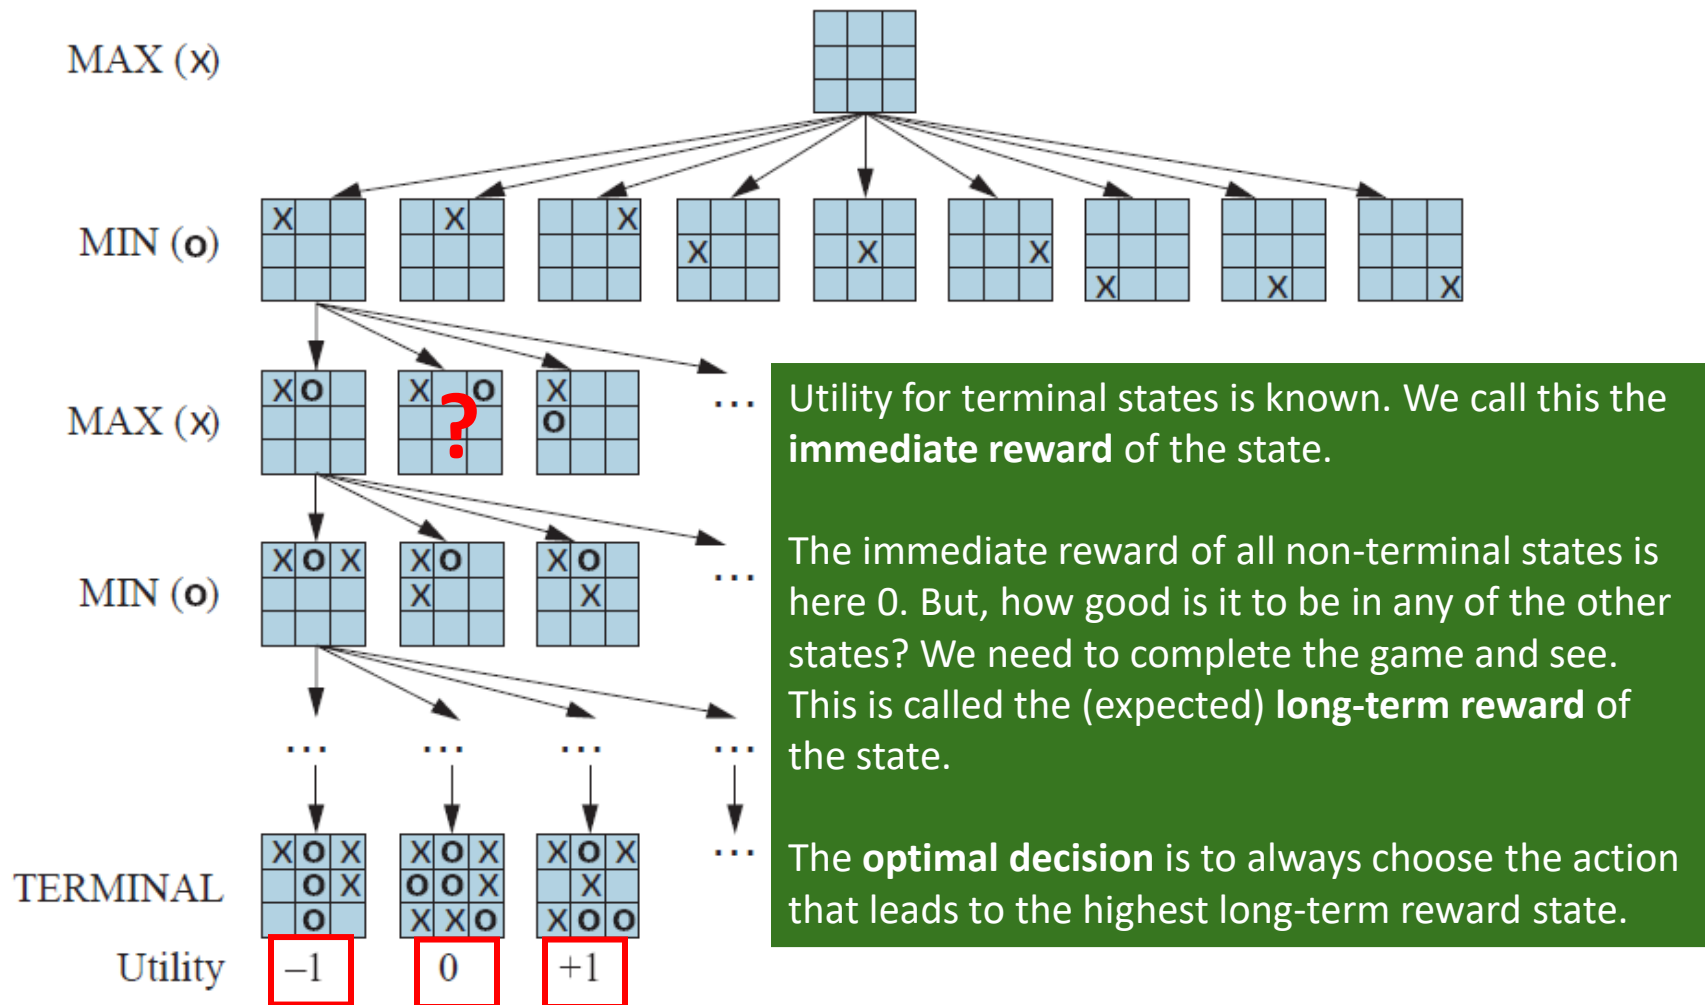 MAX (x)
MIN (o)
X X X X X X X X X
MAX (x)
X O
X O
?
X
O
...
MIN (o)
X O X
X O
X
X O
X
...
... ... ... ...
TERMINAL
X O X
O X
O
X O X
O O X
X X O
X O X
X
X O O
...
Utility
–1
0
+1
Utility for terminal states is known. We call this the
immediate reward of the state.
The immediate reward of all non-terminal states is
here 0. But, how good is it to be in any of the other
states? We need to complete the game and see.
This is called the (expected) long-term reward of
the state.
The optimal decision is to always choose the action
that leads to the highest long-term reward state.